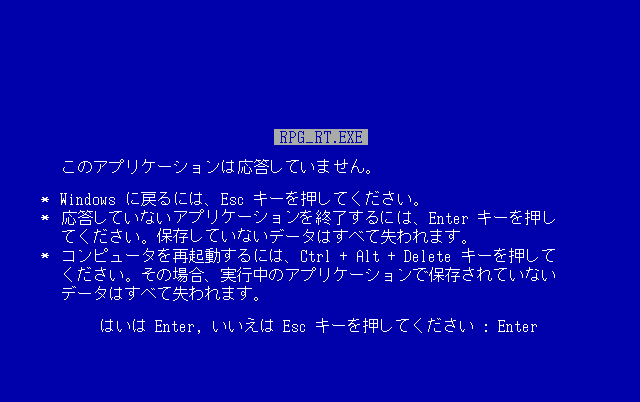 RPG_RT.EXE
このアプリケーションは応答していません。
* Windows に戻るには、Esc キーを押してください。
* 応答していないアプリケーションを終了するには、Enter キーを押し
てください。保存していないデータはすべて失われます。
* コンピュータを再起動するには、Ctrl + Alt + Delete キーを押して
ください。その場合、実行中のアプリケーションで保存されていない
データはすべて失われます。
はいは Enter, いいえは Esc キーを押してください : Enter